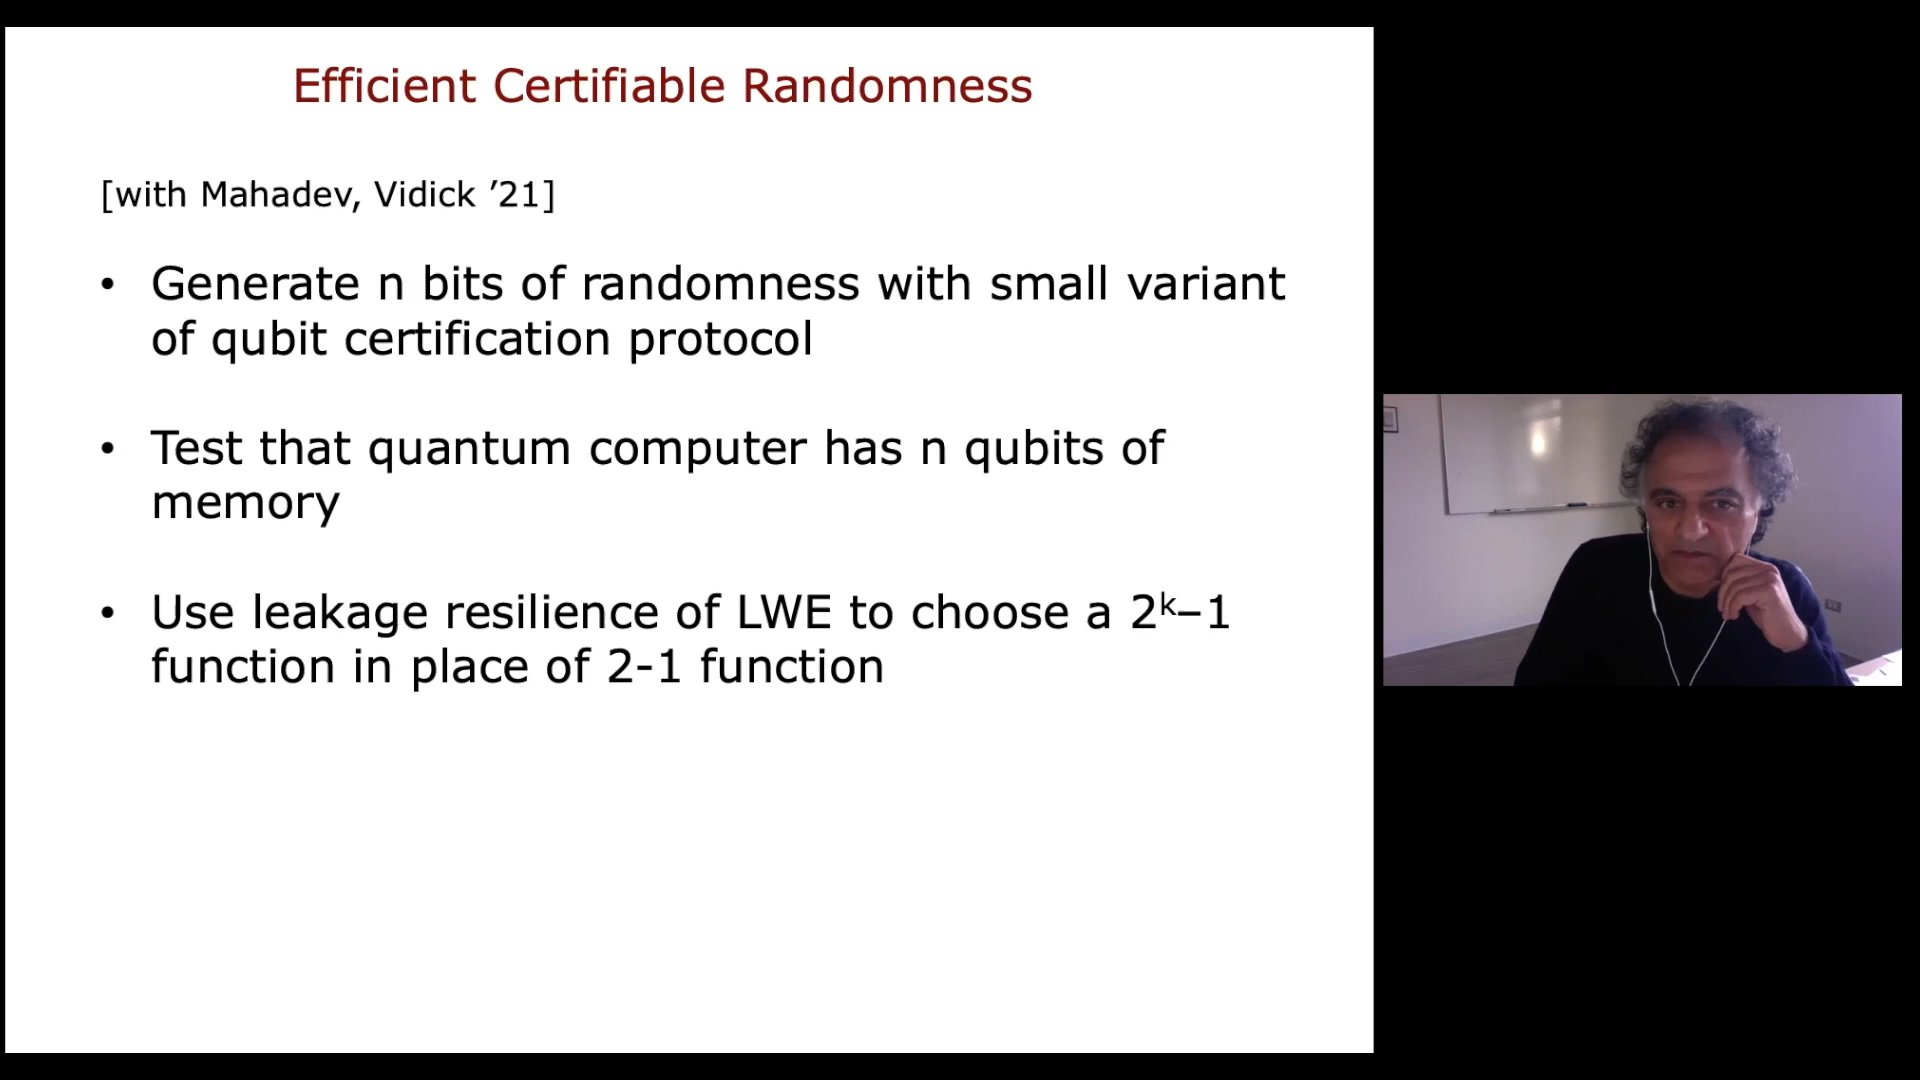 Efficient Certifiable Randomness
[with Mahadev, Vidick ’21]
• Generate n bits of randomness with small variant
of qubit certification protocol
• Test that quantum computer has n qubits of
memory
• Use leakage resilience of LWE to choose a 2ᵏ–1
function in place of 2-1 function